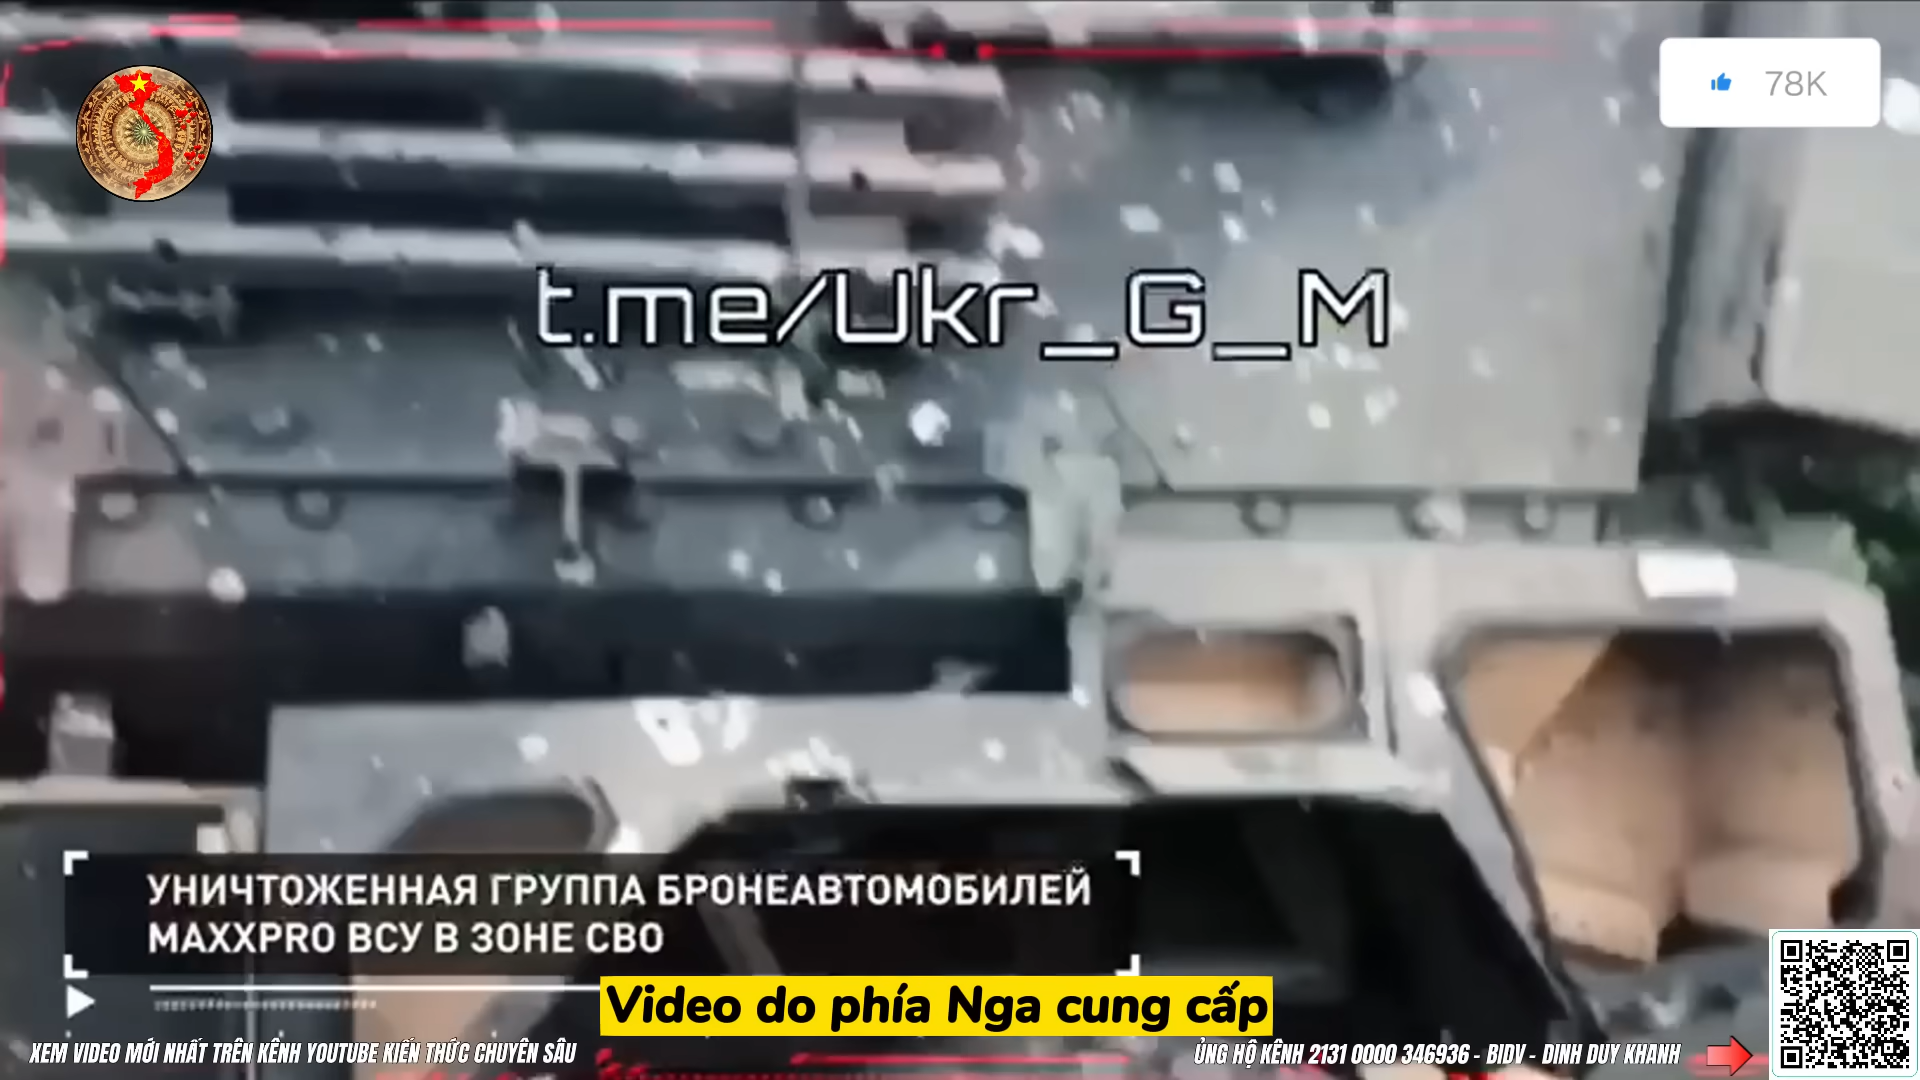 78K
t.me/Ukr_G_M
УНИЧТОЖЕННАЯ ГРУППА БРОНЕАВТОМОБИЛЕЙ
MAXXPRO ВСУ В ЗОНЕ СВО
Video do phía Nga cung cấp
XEM VIDEO MỚI NHẤT TRÊN KÊNH YOUTUBE KIẾN THỨC CHUYÊN SÂU
ỦNG HỘ KÊNH 2131 0000 346936 - BIDV - DINH DUY KHANH